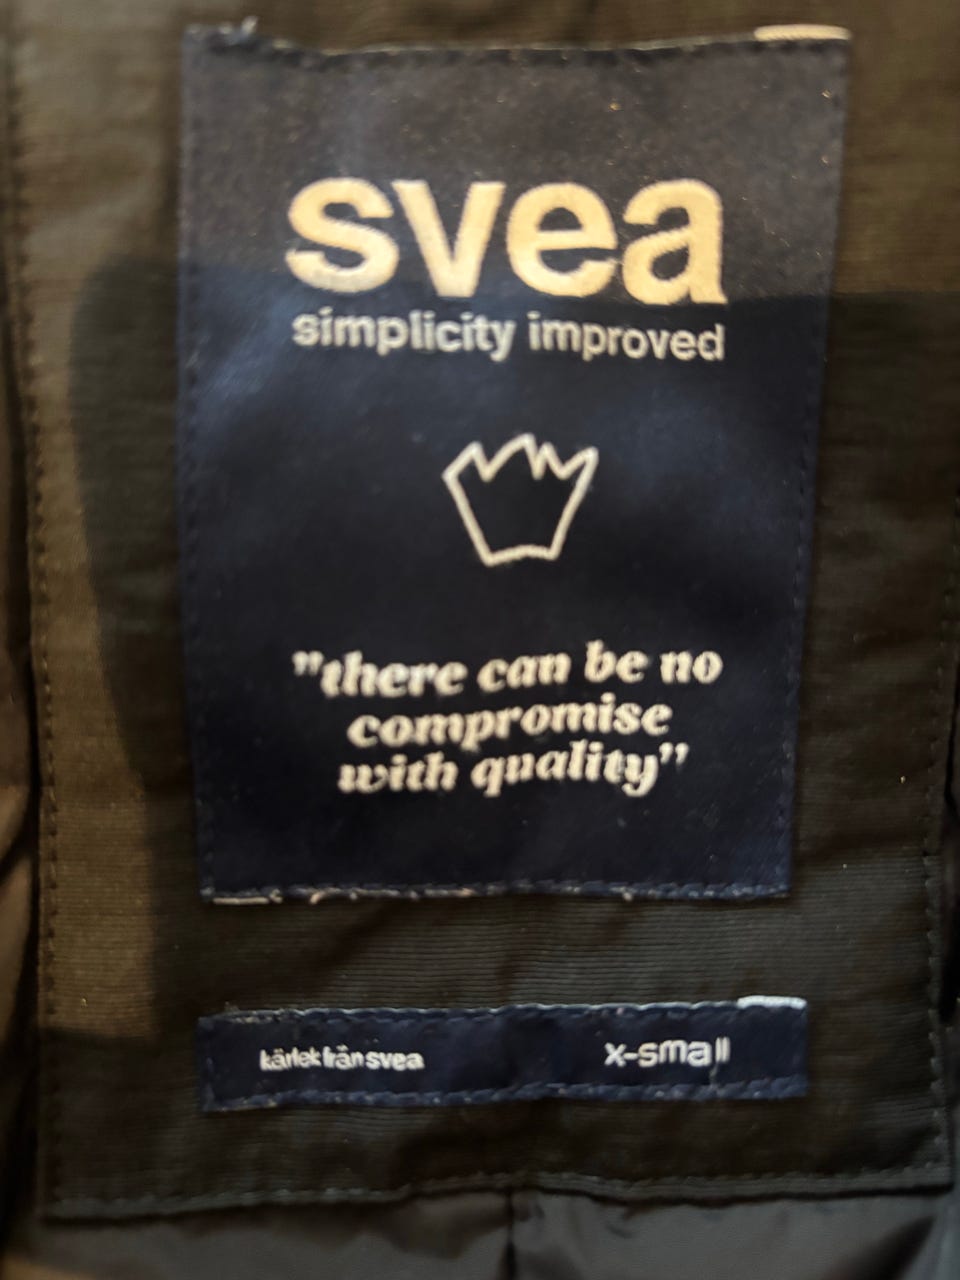 svea
simplicity improved
"there can be no
compromise
with quality"
kärlek från svea
x-small